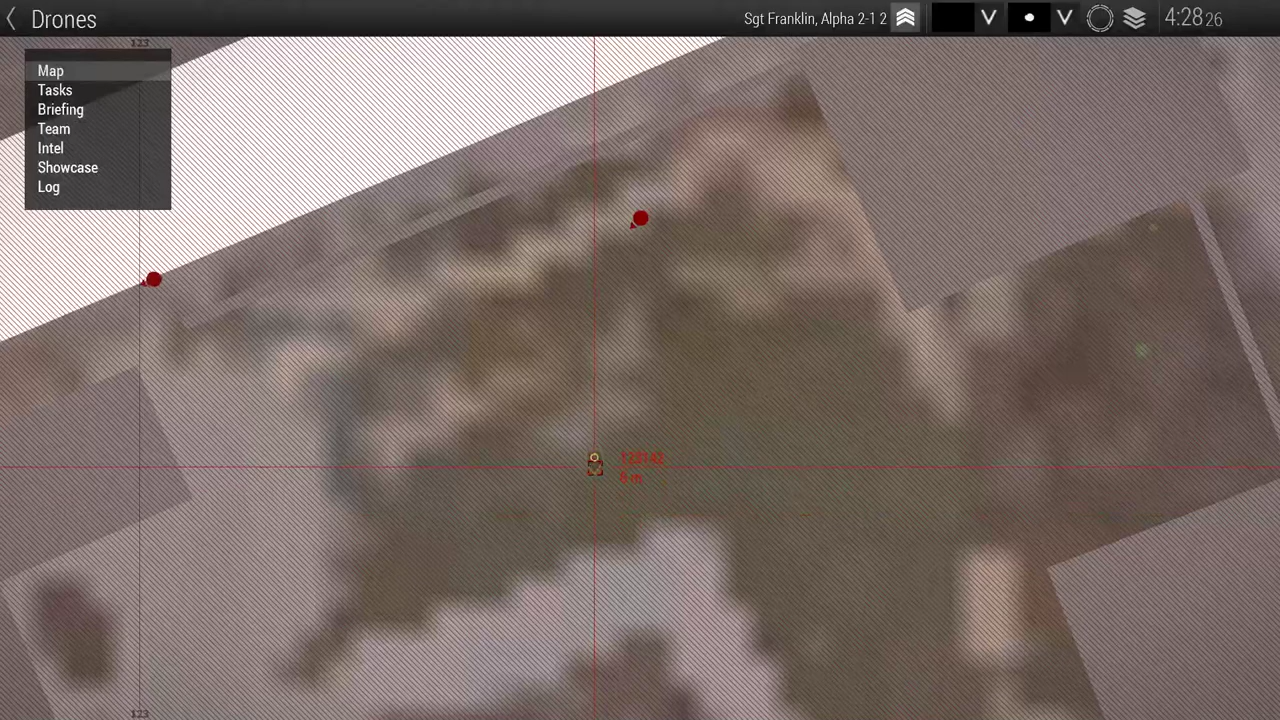 Drones
Sgt Franklin, Alpha 2-1 2
4:28 26
123
Map
Tasks
Briefing
Team
Intel
Showcase
Log
123142
123